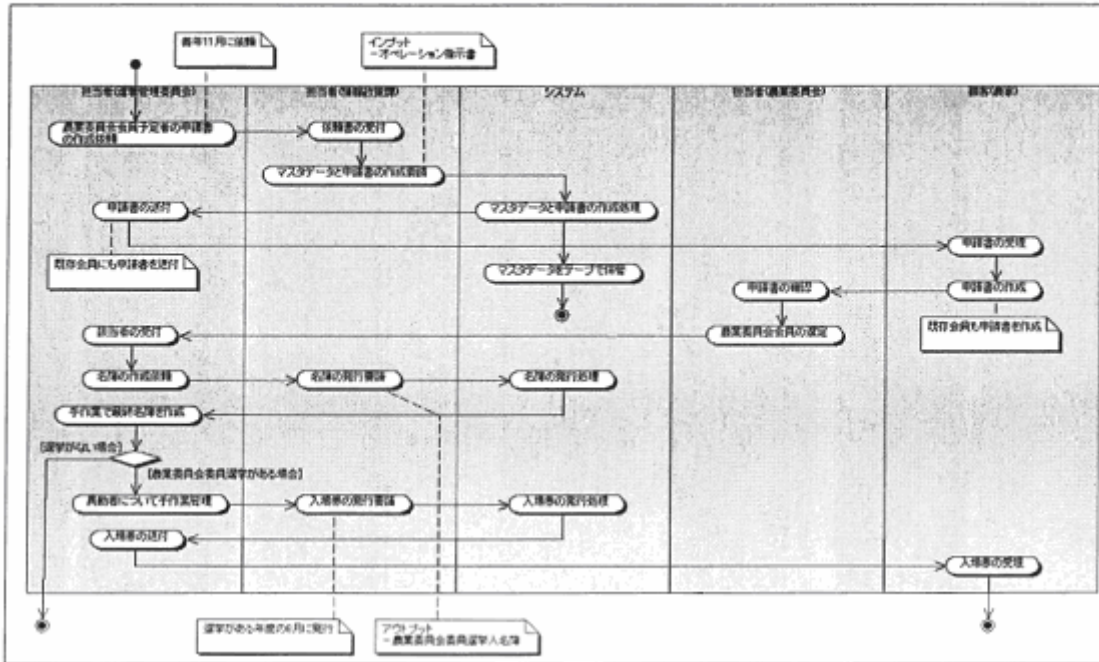 毎年11月に依頼
インプット
－オペレーション指示書
担当者(選挙管理委員会)
担当者(情報政策課)
システム
担当者(農業委員会)
顧客(農家)
農業委員会会員予定者の申請書
の作成依頼
依頼書の受付
マスタデータと申請書の作成要請
申請書の送付
マスタデータと申請書の作成処理
申請書の受理
既存会員にも申請書を送付
マスタデータをテープで保管
申請書の確認
申請書の作成
該当者の受付
農業委員会会員の選定
既存会員も申請書を作成
名簿の作成依頼
名簿の発行要請
名簿の発行処理
手作業で最終名簿を作成
[選挙がない場合]
[農業委員会委員選挙がある場合]
異動者について手作業管理
入場券の発行要請
入場券の発行処理
入場券の送付
入場券の受理
選挙がある年度の6月に発行
アウトプット
－農業委員会委員選挙人名簿